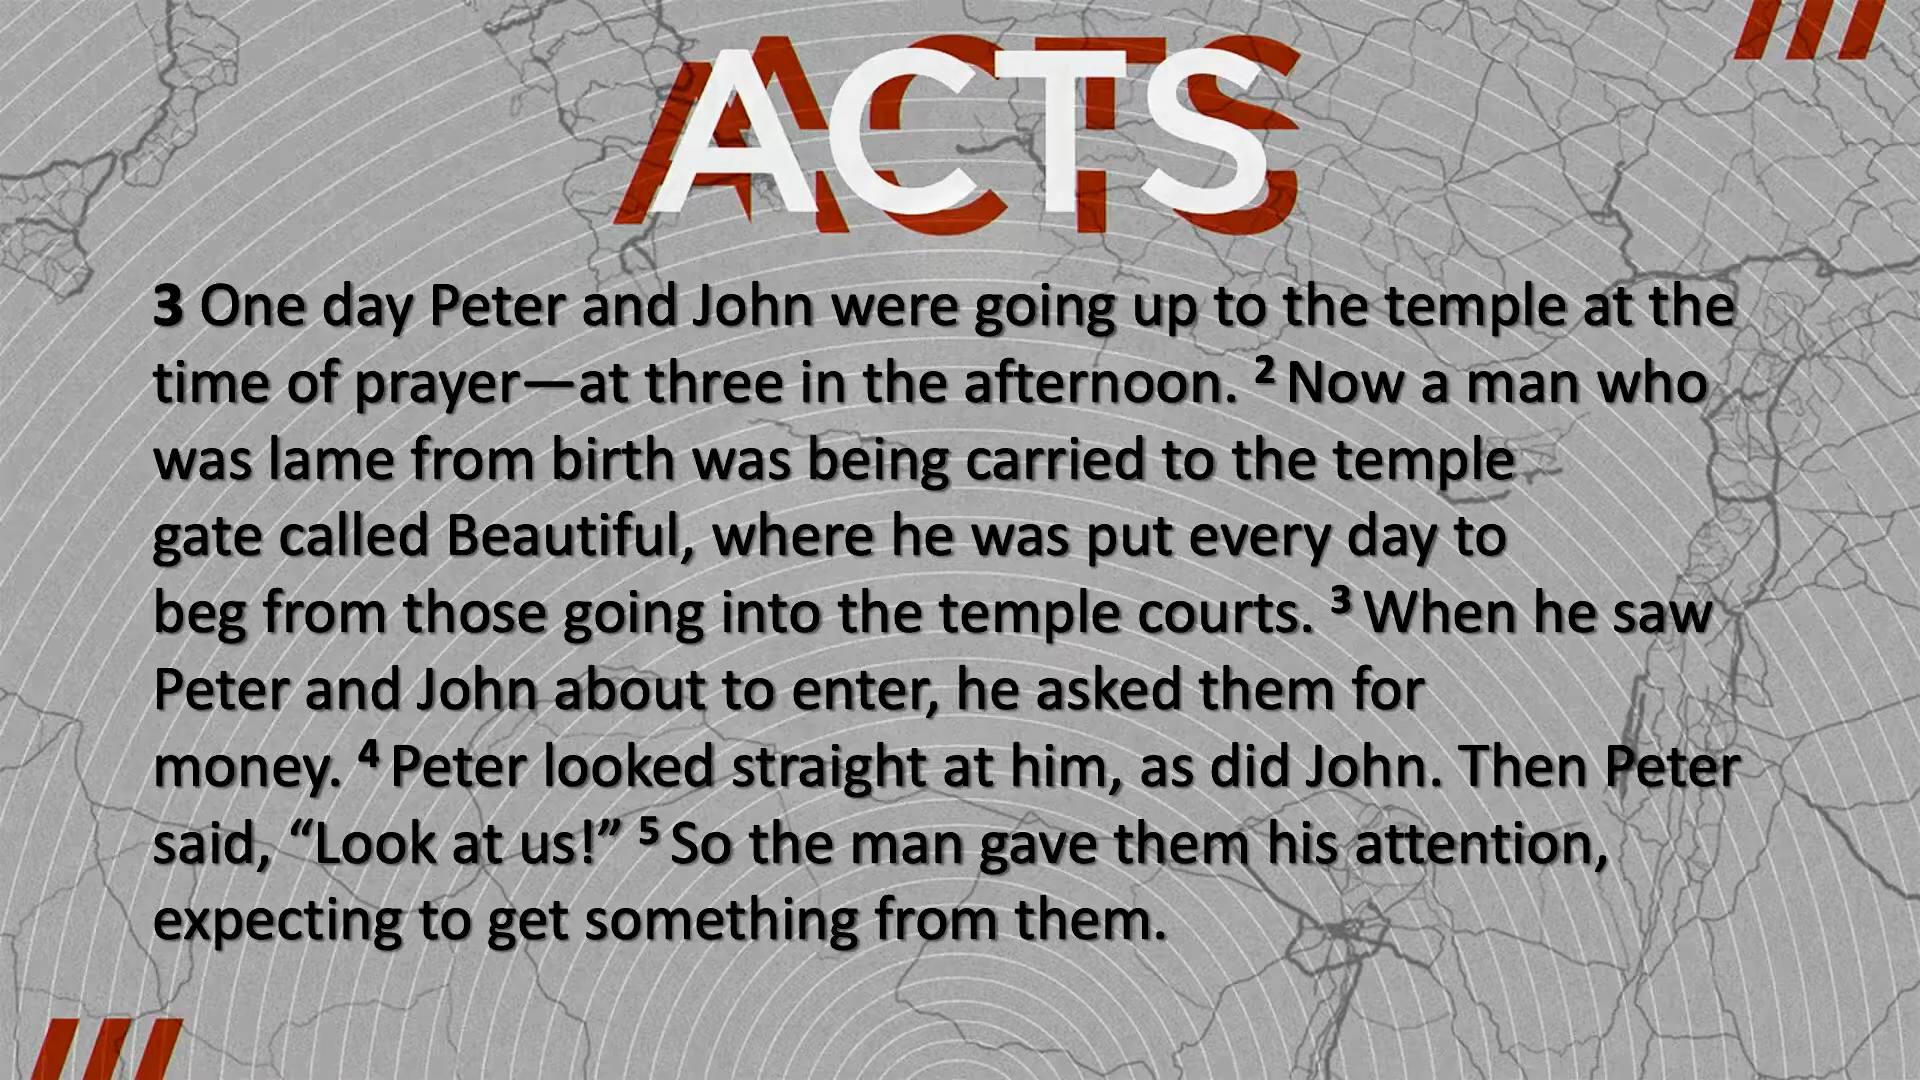 ACTS
3 One day Peter and John were going up to the temple at the
time of prayer—at three in the afternoon. 2 Now a man who
was lame from birth was being carried to the temple
gate called Beautiful, where he was put every day to
beg from those going into the temple courts. 3 When he saw
Peter and John about to enter, he asked them for
money. 4 Peter looked straight at him, as did John. Then Peter
said, “Look at us!” 5 So the man gave them his attention,
expecting to get something from them.